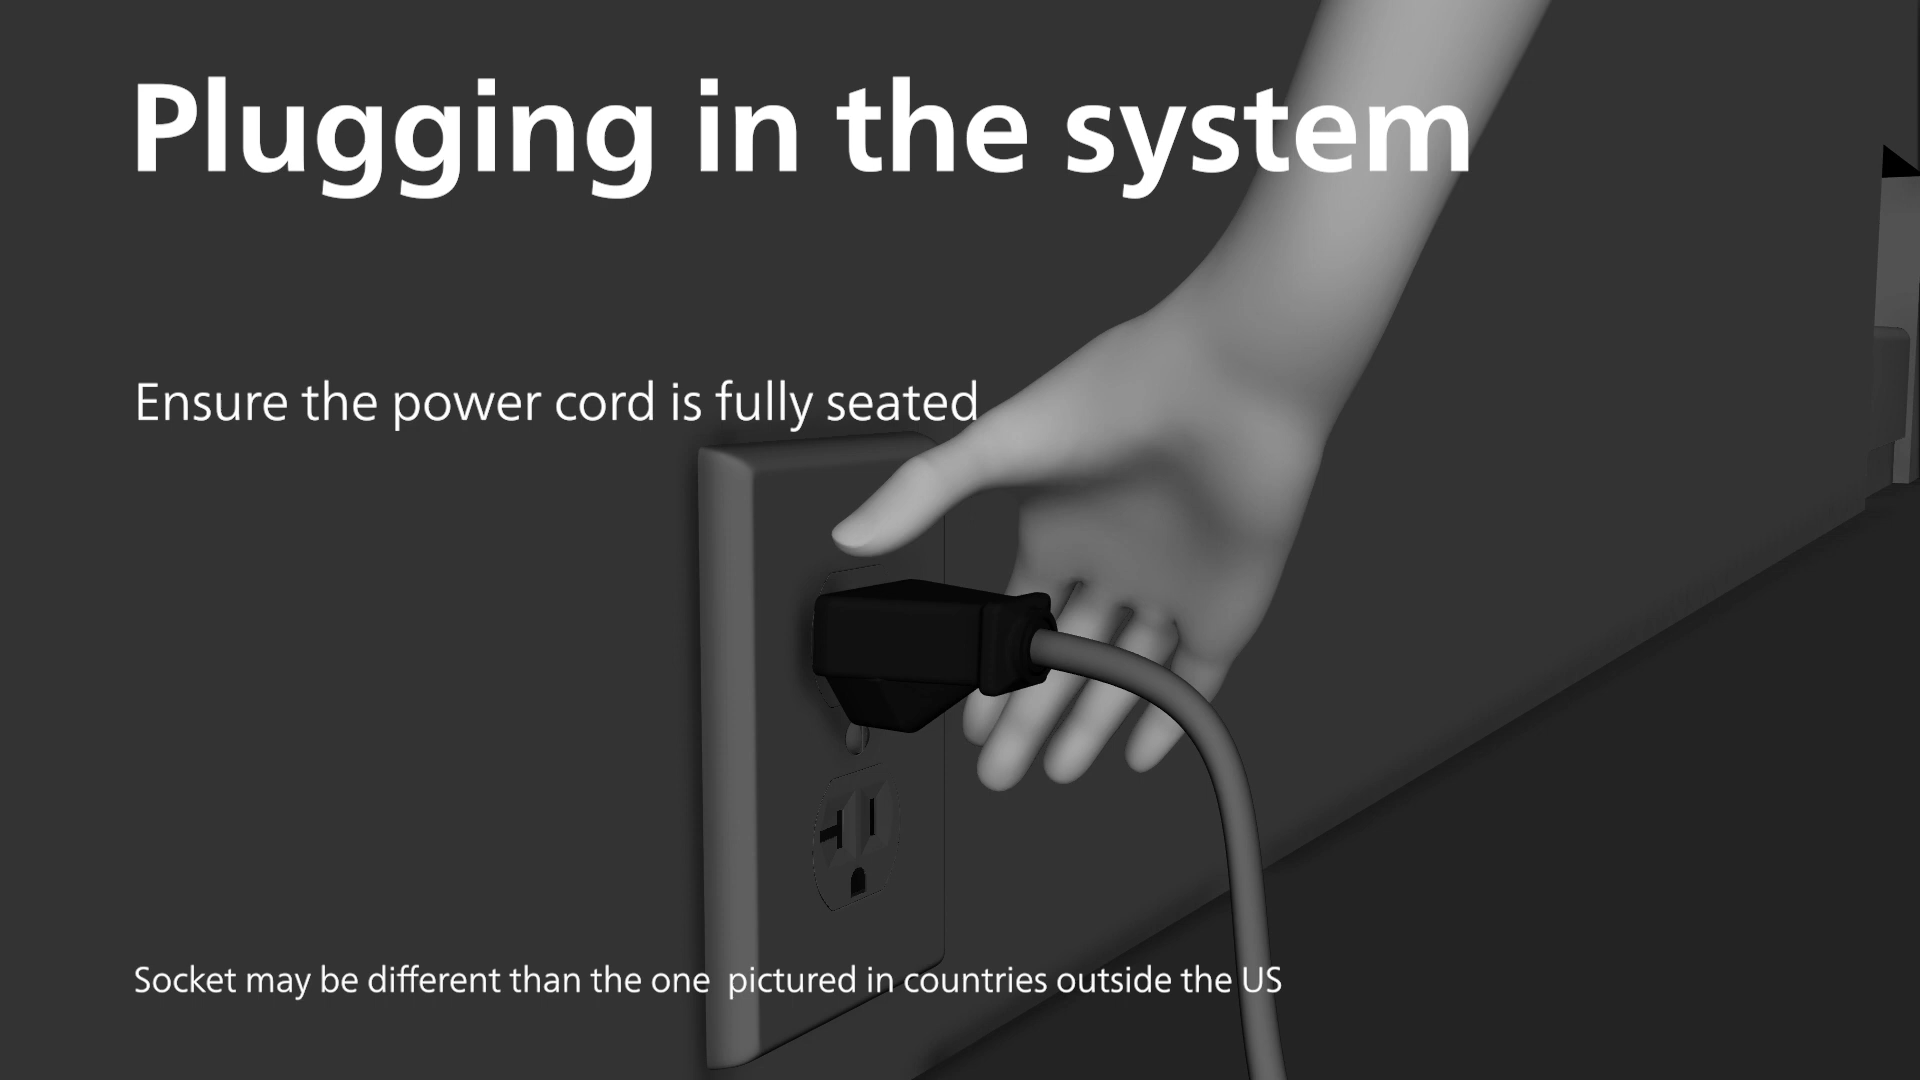 Plugging in the system
Ensure the power cord is fully seated
Socket may be different than the one  pictured in countries outside the US